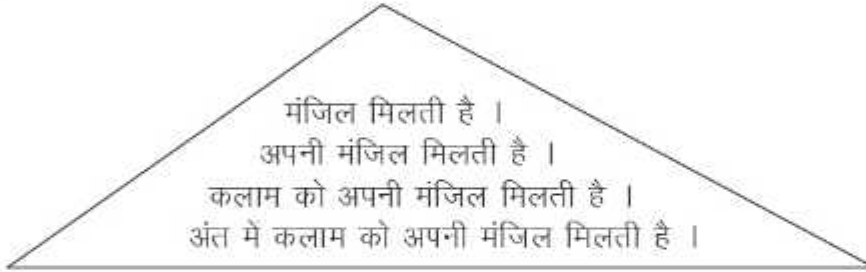 मंजिल मिलती है ।
अपनी मंजिल मिलती है ।
कलाम को अपनी मंजिल मिलती है ।
अंत में कलाम को अपनी मंजिल मिलती है ।